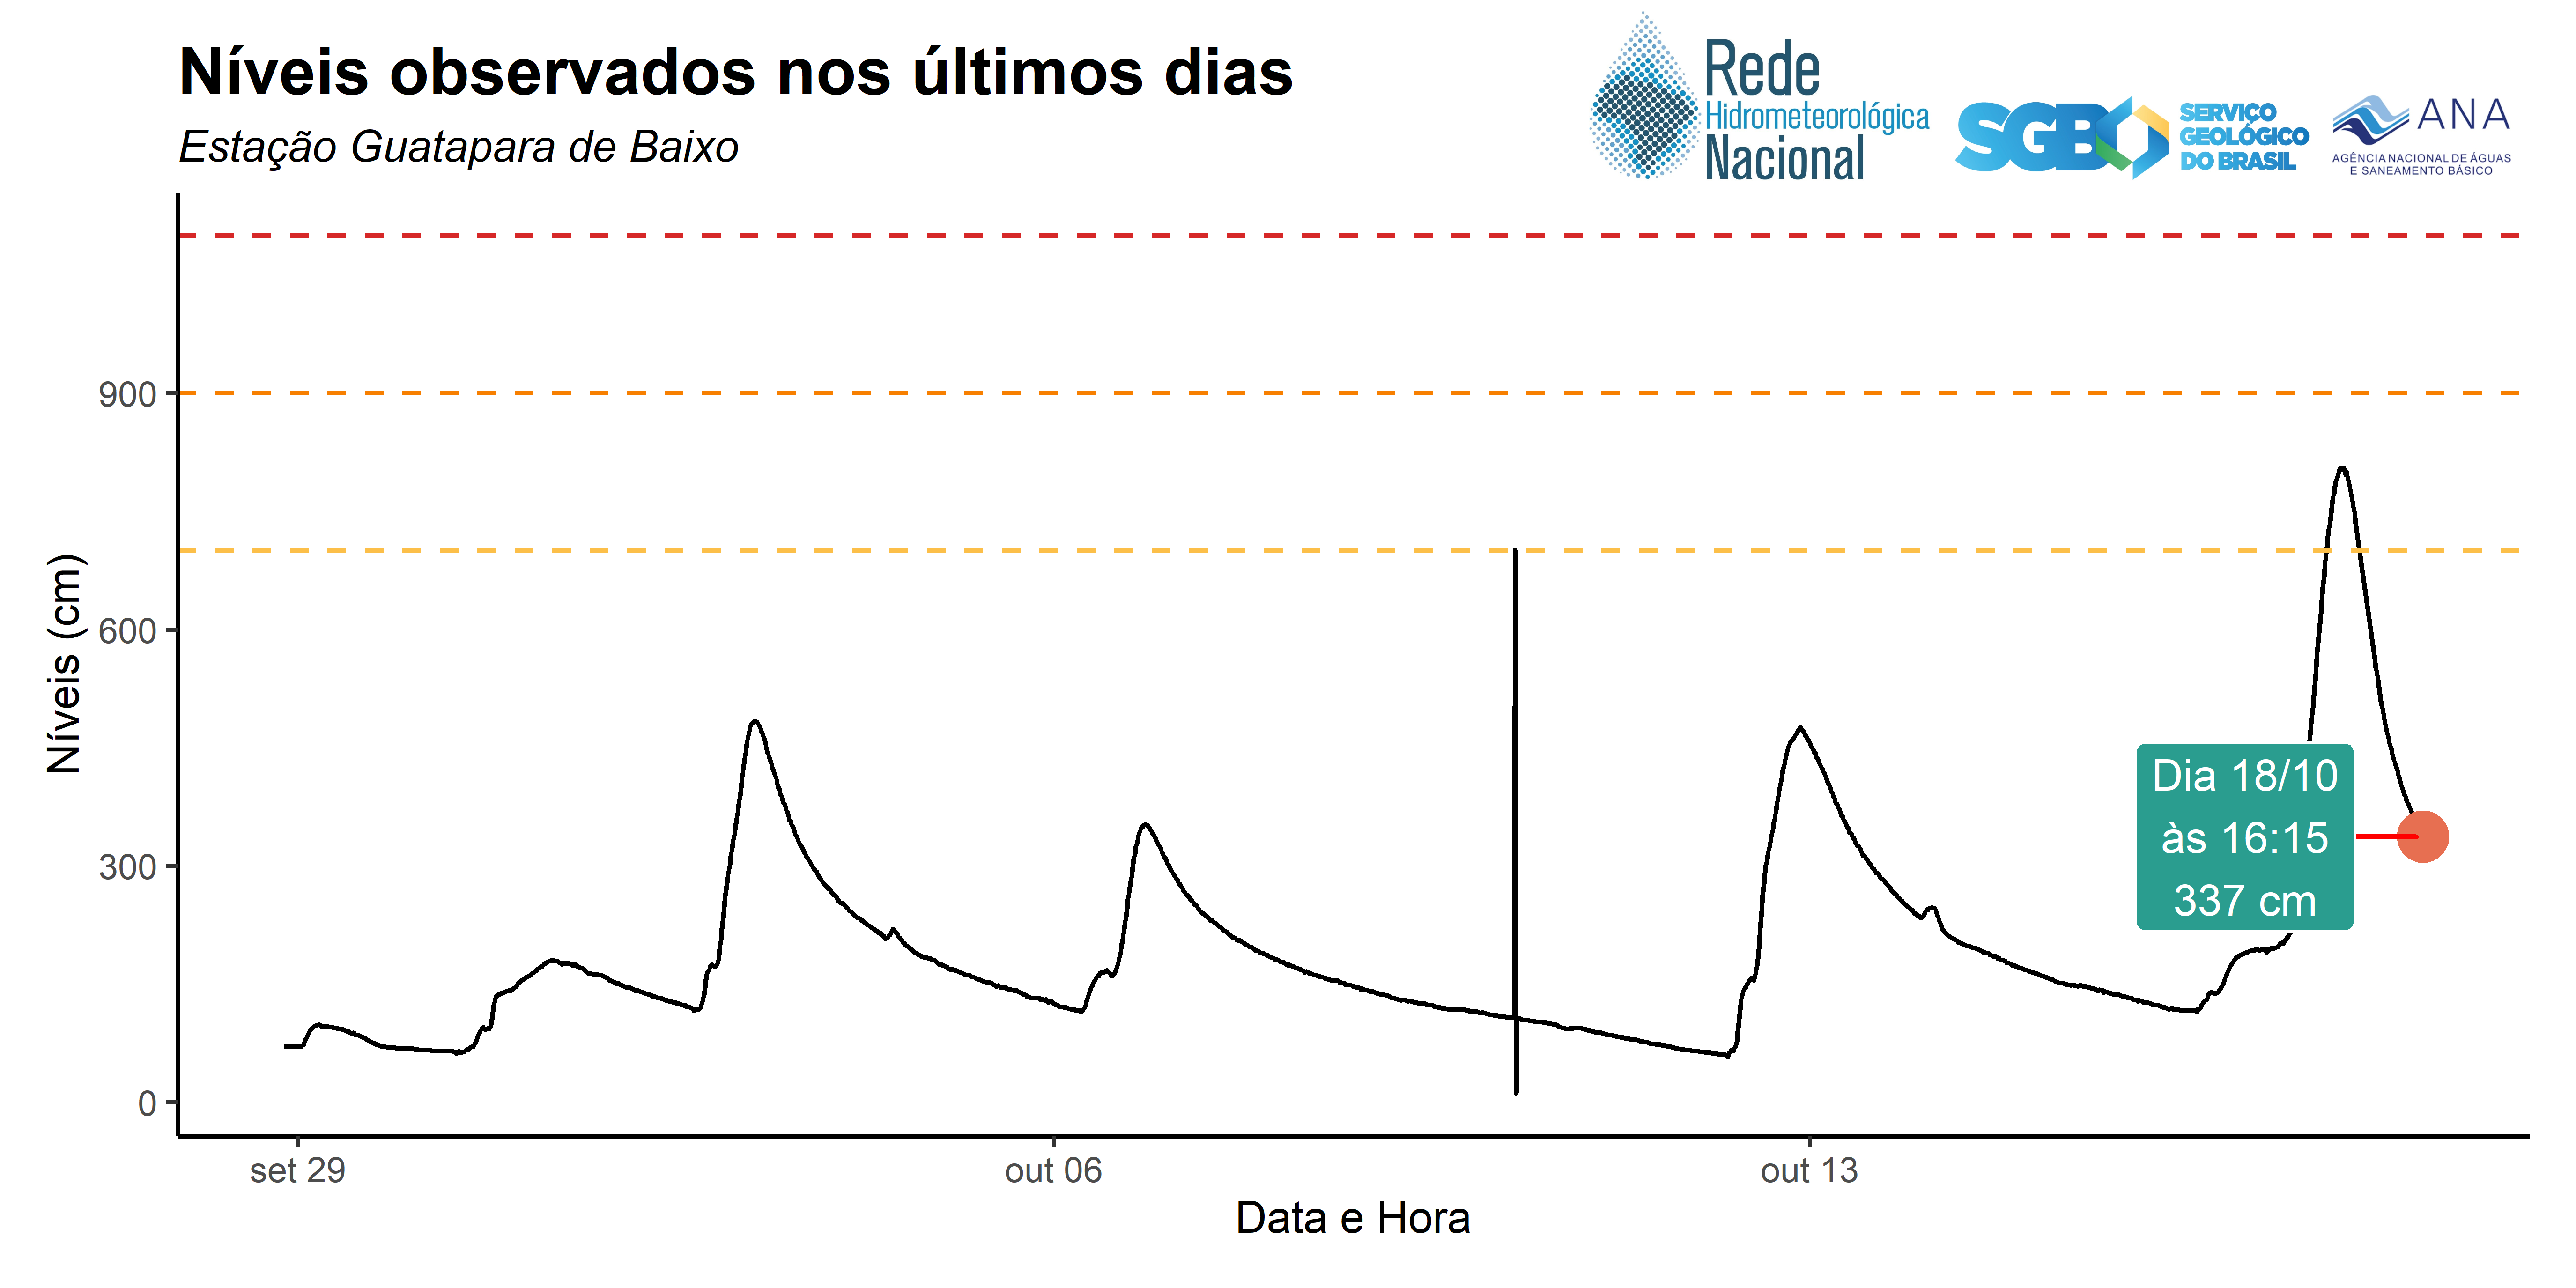 Níveis observados nos últimos dias
Estação Guatapara de Baixo
Rede
Hidrometeorológica
Nacional
SGB
SERVIÇO
GEOLÓGICO
DO BRASIL
ANA
AGÊNCIA NACIONAL DE ÁGUAS
E SANEAMENTO BÁSICO
Níveis (cm)
900
600
300
0
Dia 18/10
às 16:15
337 cm
set 29
out 06
out 13
Data e Hora